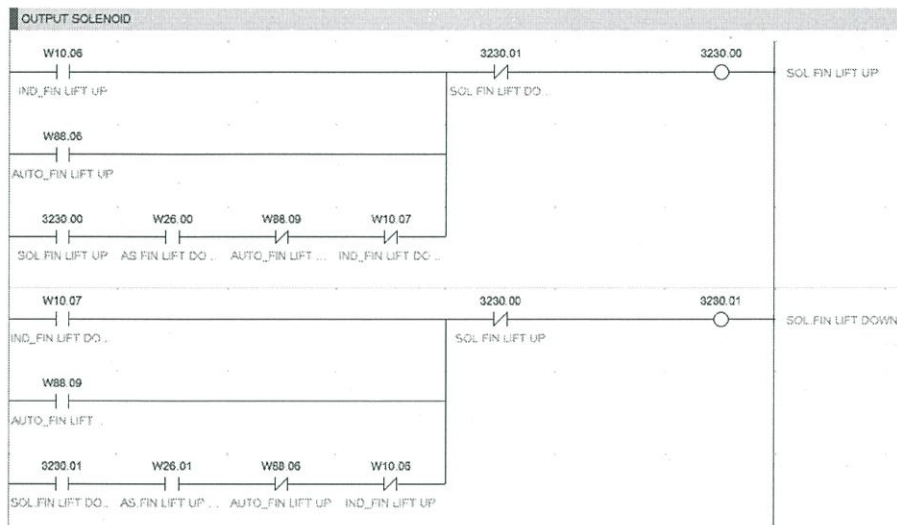 OUTPUT SOLENOID
W10.06 3230.01 3230.00
IND_FIN LIFT UP SOL FIN LIFT DO... SOL FIN LIFT UP
W88.06
AUTO_FIN LIFT UP
3230.00 W26.00 W88.09 W10.07
SOL FIN LIFT UP AS.FIN LIFT DO... AUTO_FIN LIFT ... IND_FIN LIFT DO...
W10.07 3230.00 3230.01
IND_FIN LIFT DO... SOL FIN LIFT UP SOL.FIN LIFT DOWN
W88.09
AUTO_FIN LIFT ...
3230.01 W26.01 W88.06 W10.06
SOL.FIN LIFT DO... AS.FIN LIFT UP ... AUTO_FIN LIFT UP IND_FIN LIFT UP